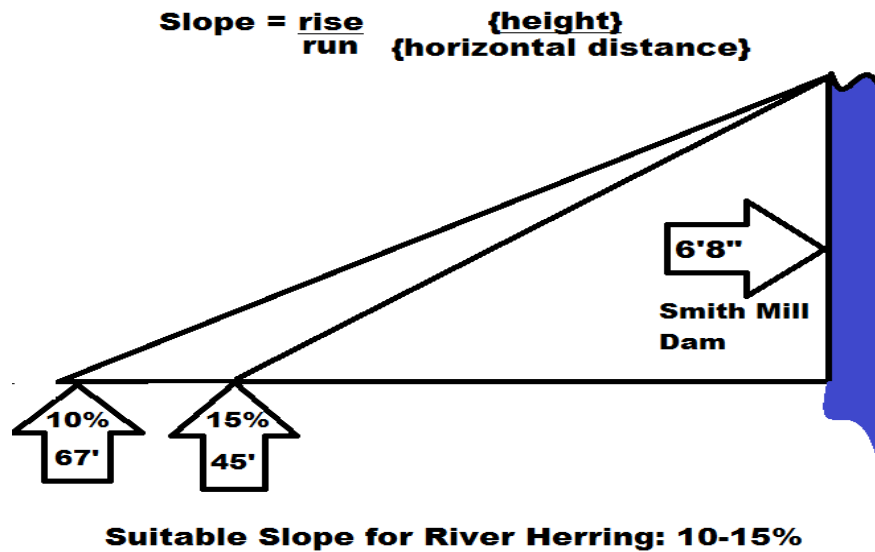 Slope = rise {height}
run {horizontal distance}
6'8"
Smith Mill
Dam
10% 15%
67' 45'
Suitable Slope for River Herring: 10-15%